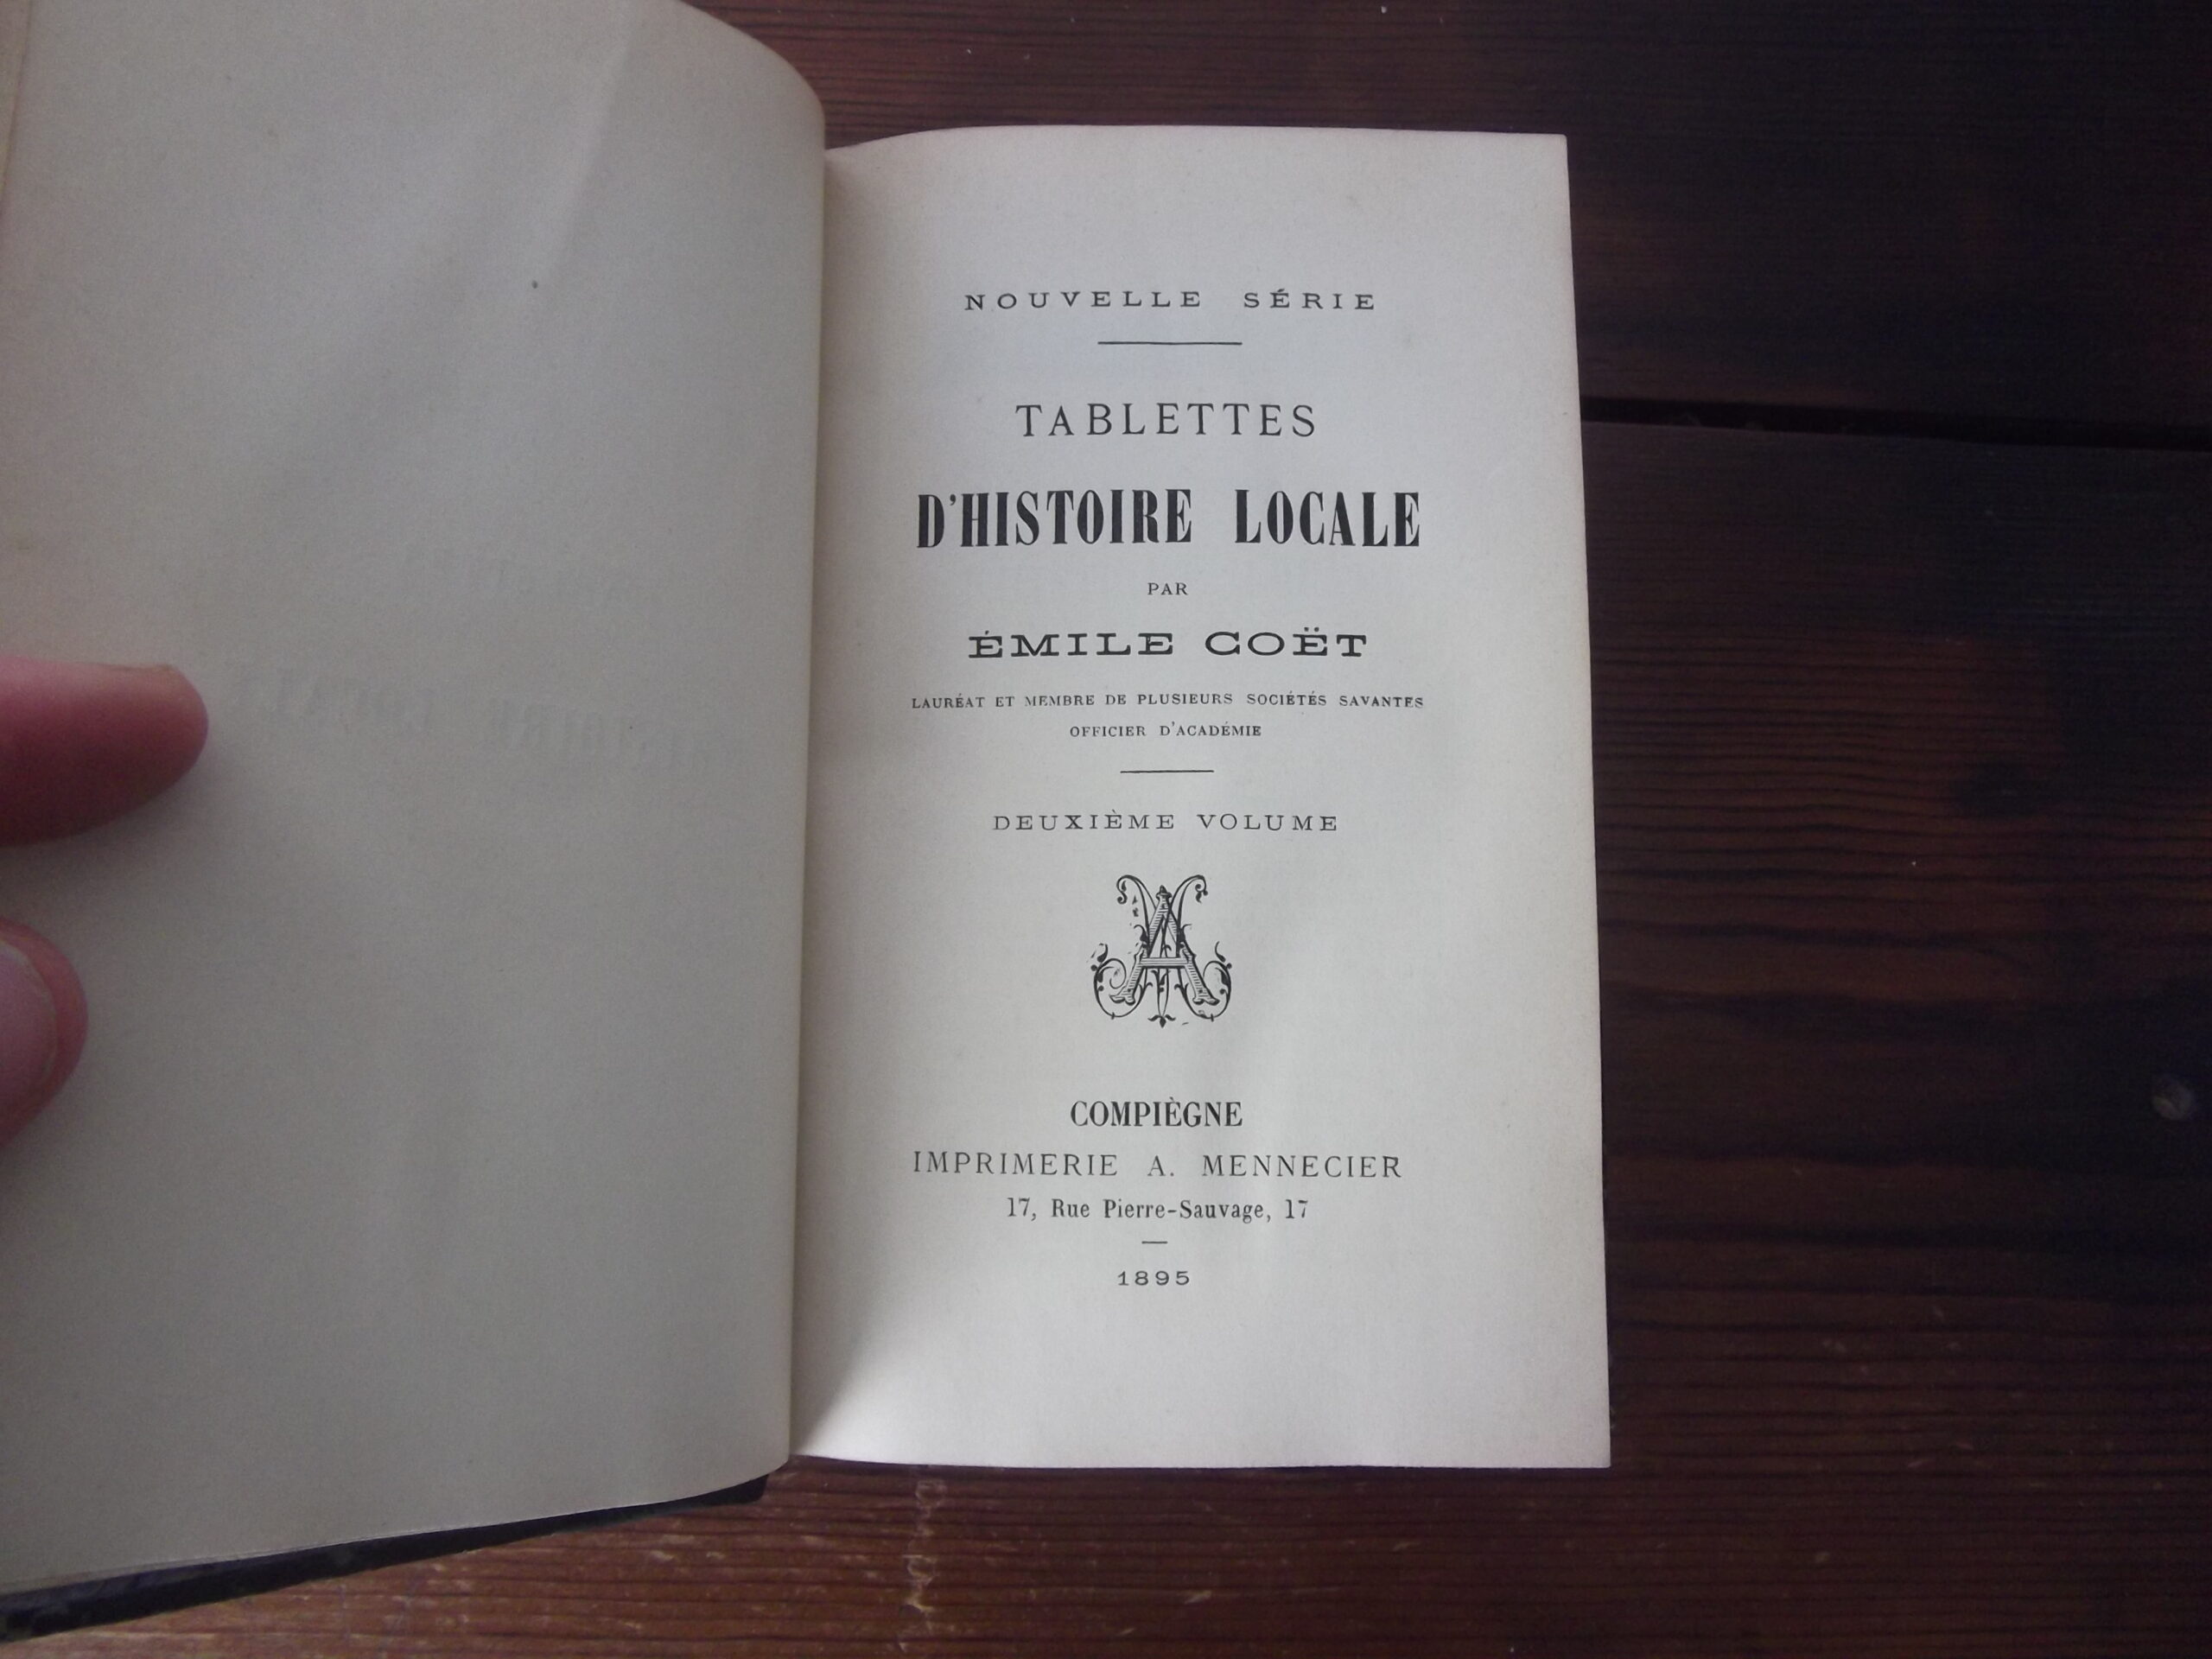 NOUVELLE SÉRIE
TABLETTES
D'HISTOIRE LOCALE
PAR
ÉMILE COËT
LAURÉAT ET MEMBRE DE PLUSIEURS SOCIÉTÉS SAVANTES
OFFICIER D'ACADÉMIE
DEUXIÈME VOLUME
COMPIÈGNE
IMPRIMERIE A. MENNECIER
17, Rue Pierre-Sauvage, 17
1895